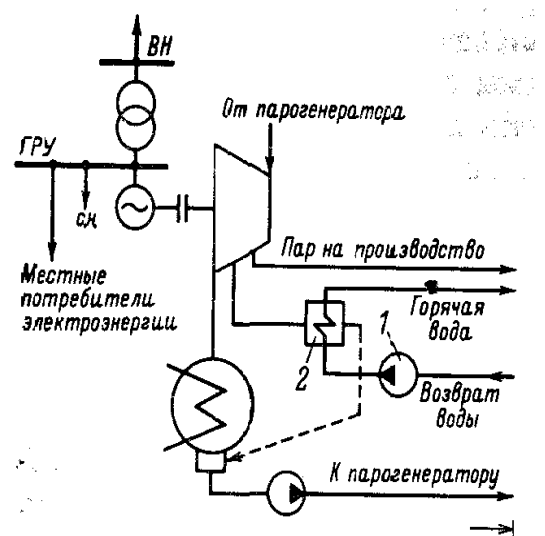 ВН
От парогенератора
ГРУ
сн
Пар на производство
Местные
потребители
электроэнергии
Горячая
вода
1
2
Возврат
воды
К парогенератору